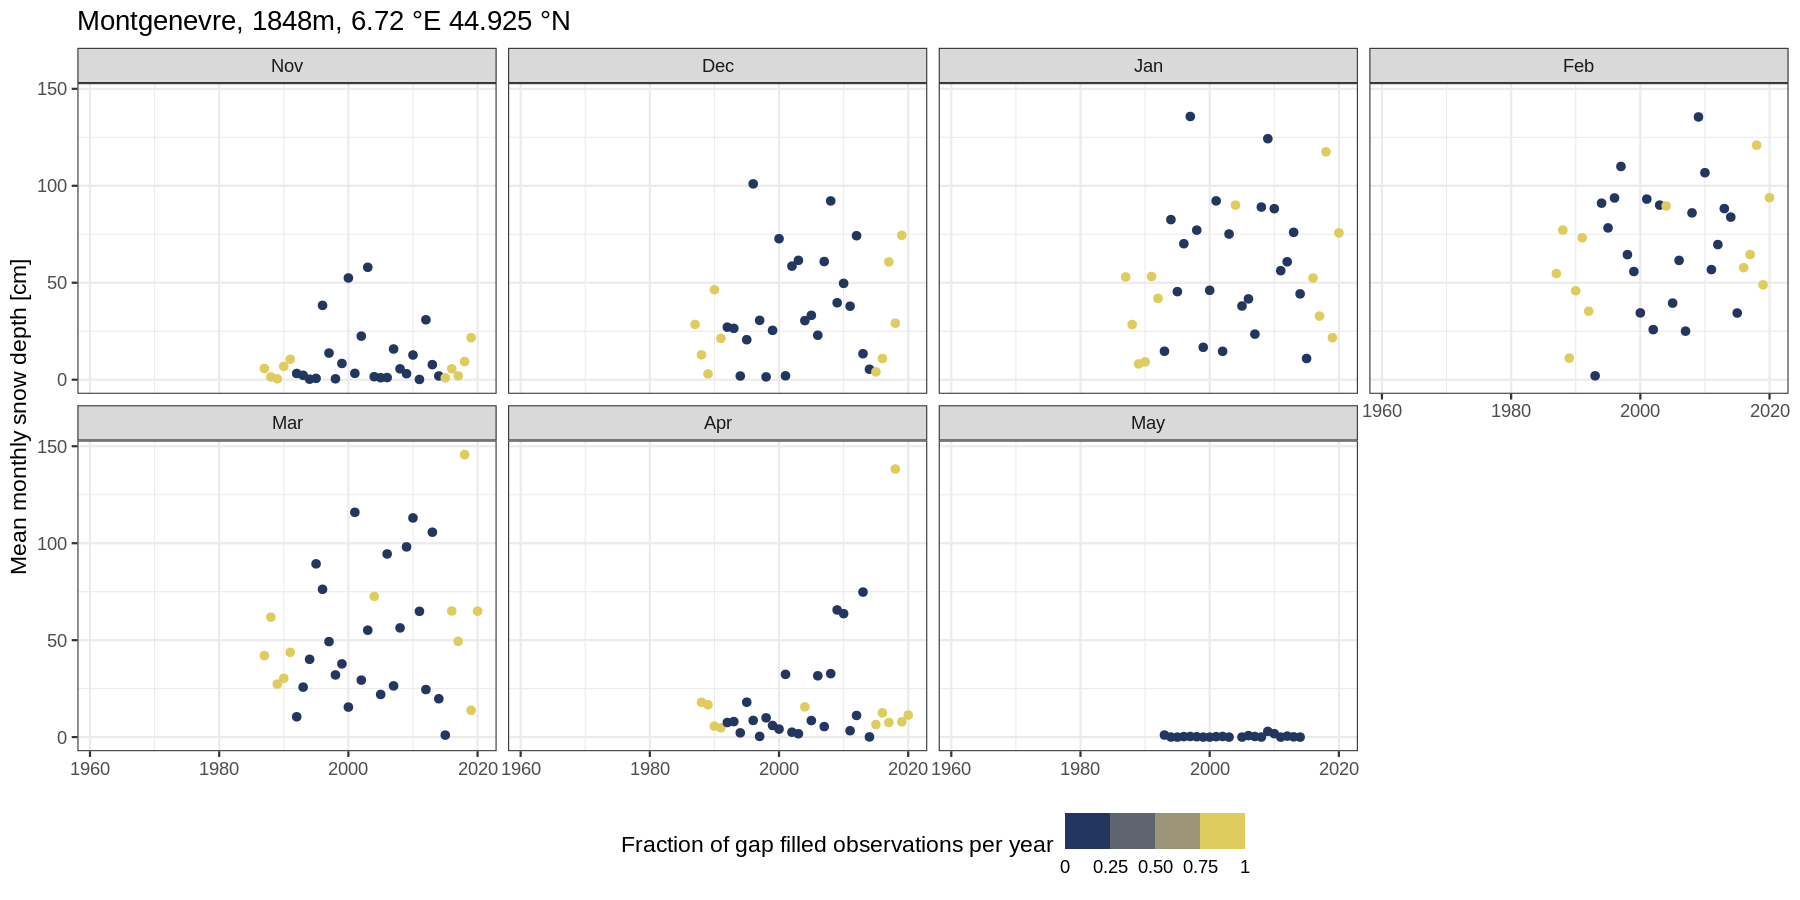 Montgenevre, 1848m, 6.72 °E 44.925 °N
Nov Dec Jan Feb
150
100
50
0
1960 1980 2000 2020
Mar Apr May
150
100
50
0
1960 1980 2000 2020 1960 1980 2000 2020 1960 1980 2000 2020
Mean monthly snow depth [cm]
Fraction of gap filled observations per year
0 0.25 0.50 0.75 1